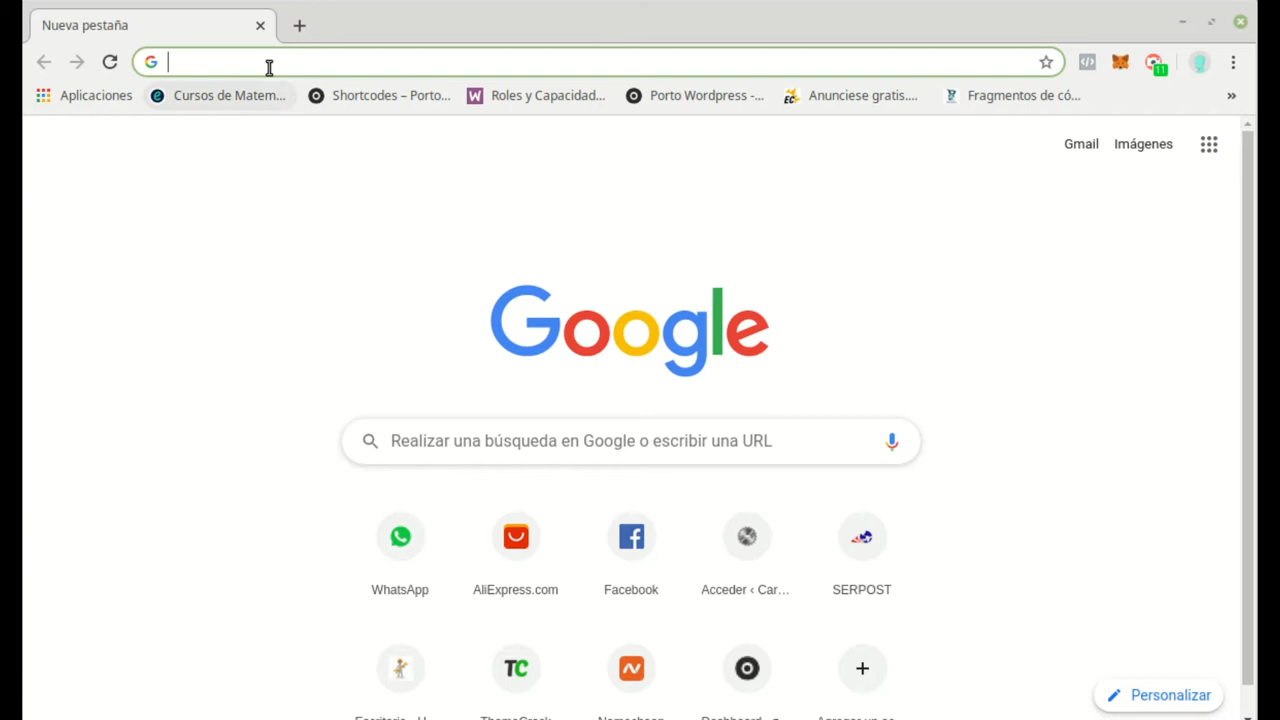 Nueva pestaña
Aplicaciones Cursos de Matem... Shortcodes – Porto... Roles y Capacidad... Porto Wordpress -... Anunciese gratis.... Fragmentos de có... »
11
Gmail Imágenes
Google
Realizar una búsqueda en Google o escribir una URL
WhatsApp AliExpress.com Facebook Acceder ‹ Car... SERPOST
TC
Personalizar